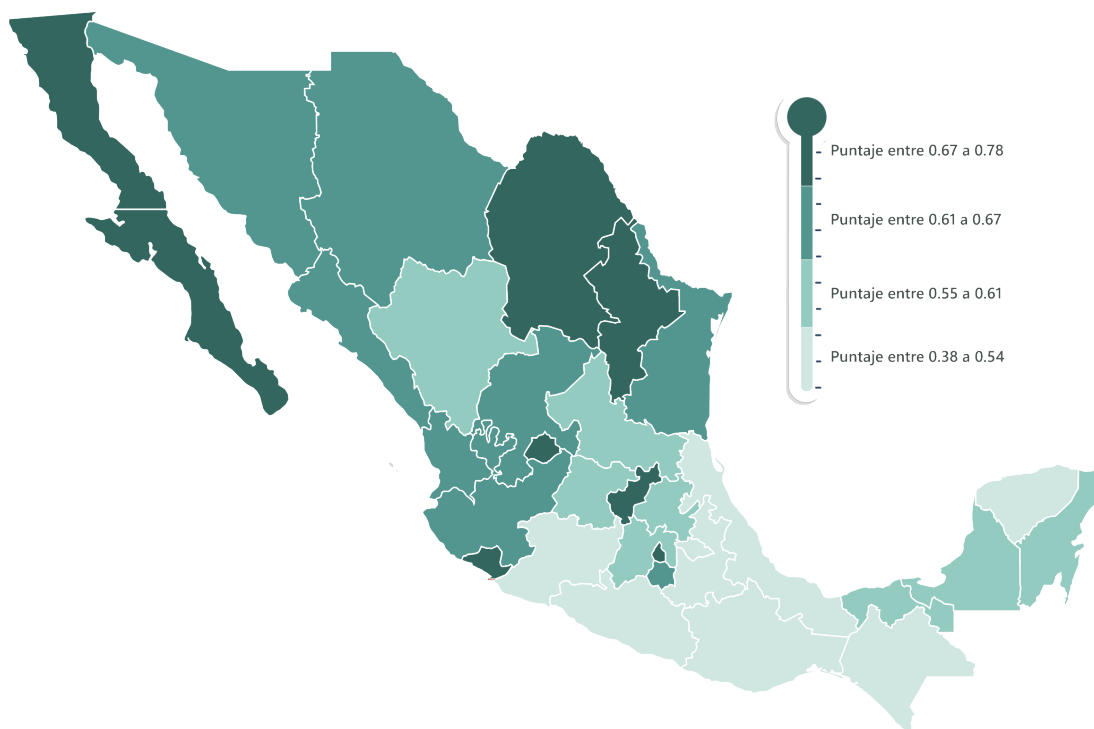 Puntaje entre 0.67 a 0.78
Puntaje entre 0.61 a 0.67
Puntaje entre 0.55 a 0.61
Puntaje entre 0.38 a 0.54